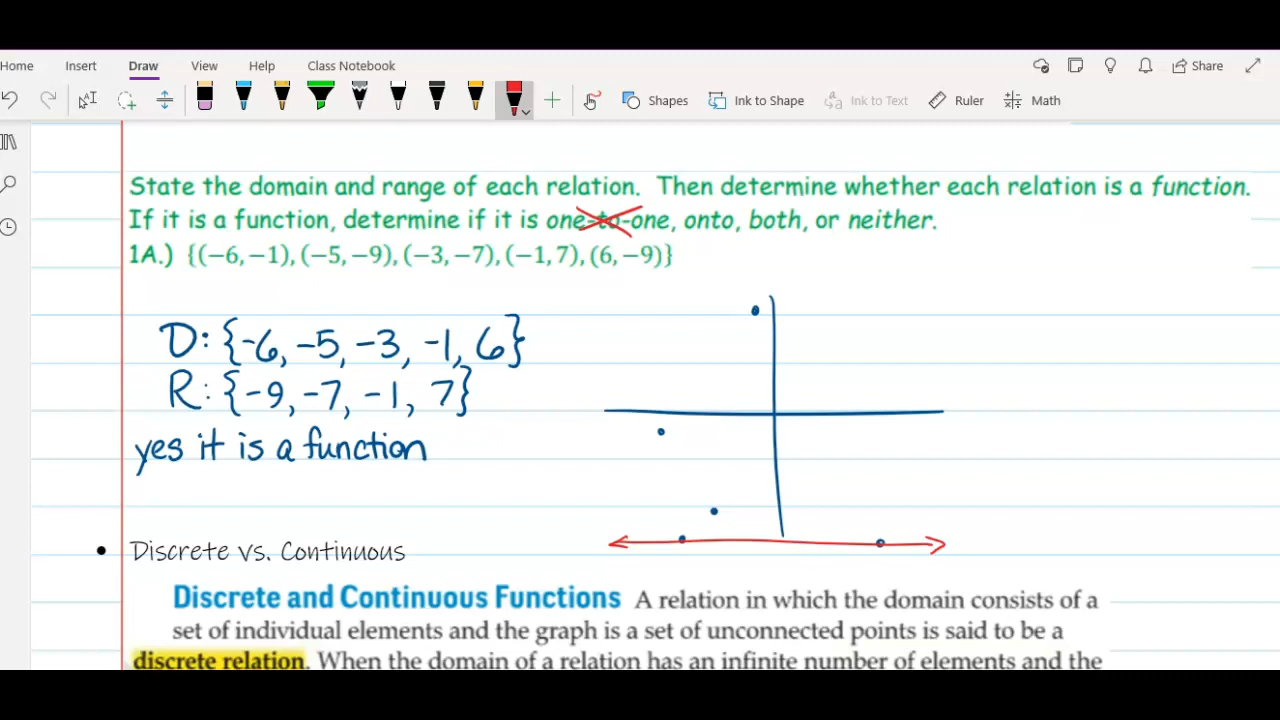 Home Insert Draw View Help Class Notebook Share
Shapes Ink to Shape Ink to Text Ruler Math
State the domain and range of each relation. Then determine whether each relation is a function.
If it is a function, determine if it is one-to-one, onto, both, or neither.
1A.) {(−6, −1), (−5, −9), (−3, −7), (−1, 7), (6, −9)}
D: {-6, -5, -3, -1, 6}
R: {-9, -7, -1, 7}
yes it is a function
• Discrete vs. Continuous
Discrete and Continuous Functions A relation in which the domain consists of a
set of individual elements and the graph is a set of unconnected points is said to be a
discrete relation. When the domain of a relation has an infinite number of elements and the